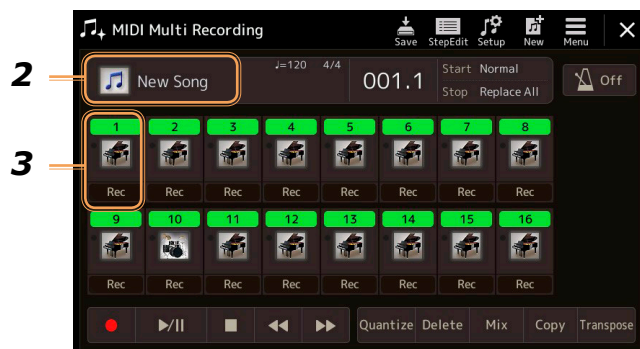 MIDI Multi Recording
Save StepEdit Setup New Menu
2
New Song
♩=120 4/4
001.1
Start Normal
Stop Replace All
Off
3
1 2 3 4 5 6 7 8
Rec Rec Rec Rec Rec Rec Rec Rec
9 10 11 12 13 14 15 16
Rec Rec Rec Rec Rec Rec Rec Rec
Quantize Delete Mix Copy Transpose